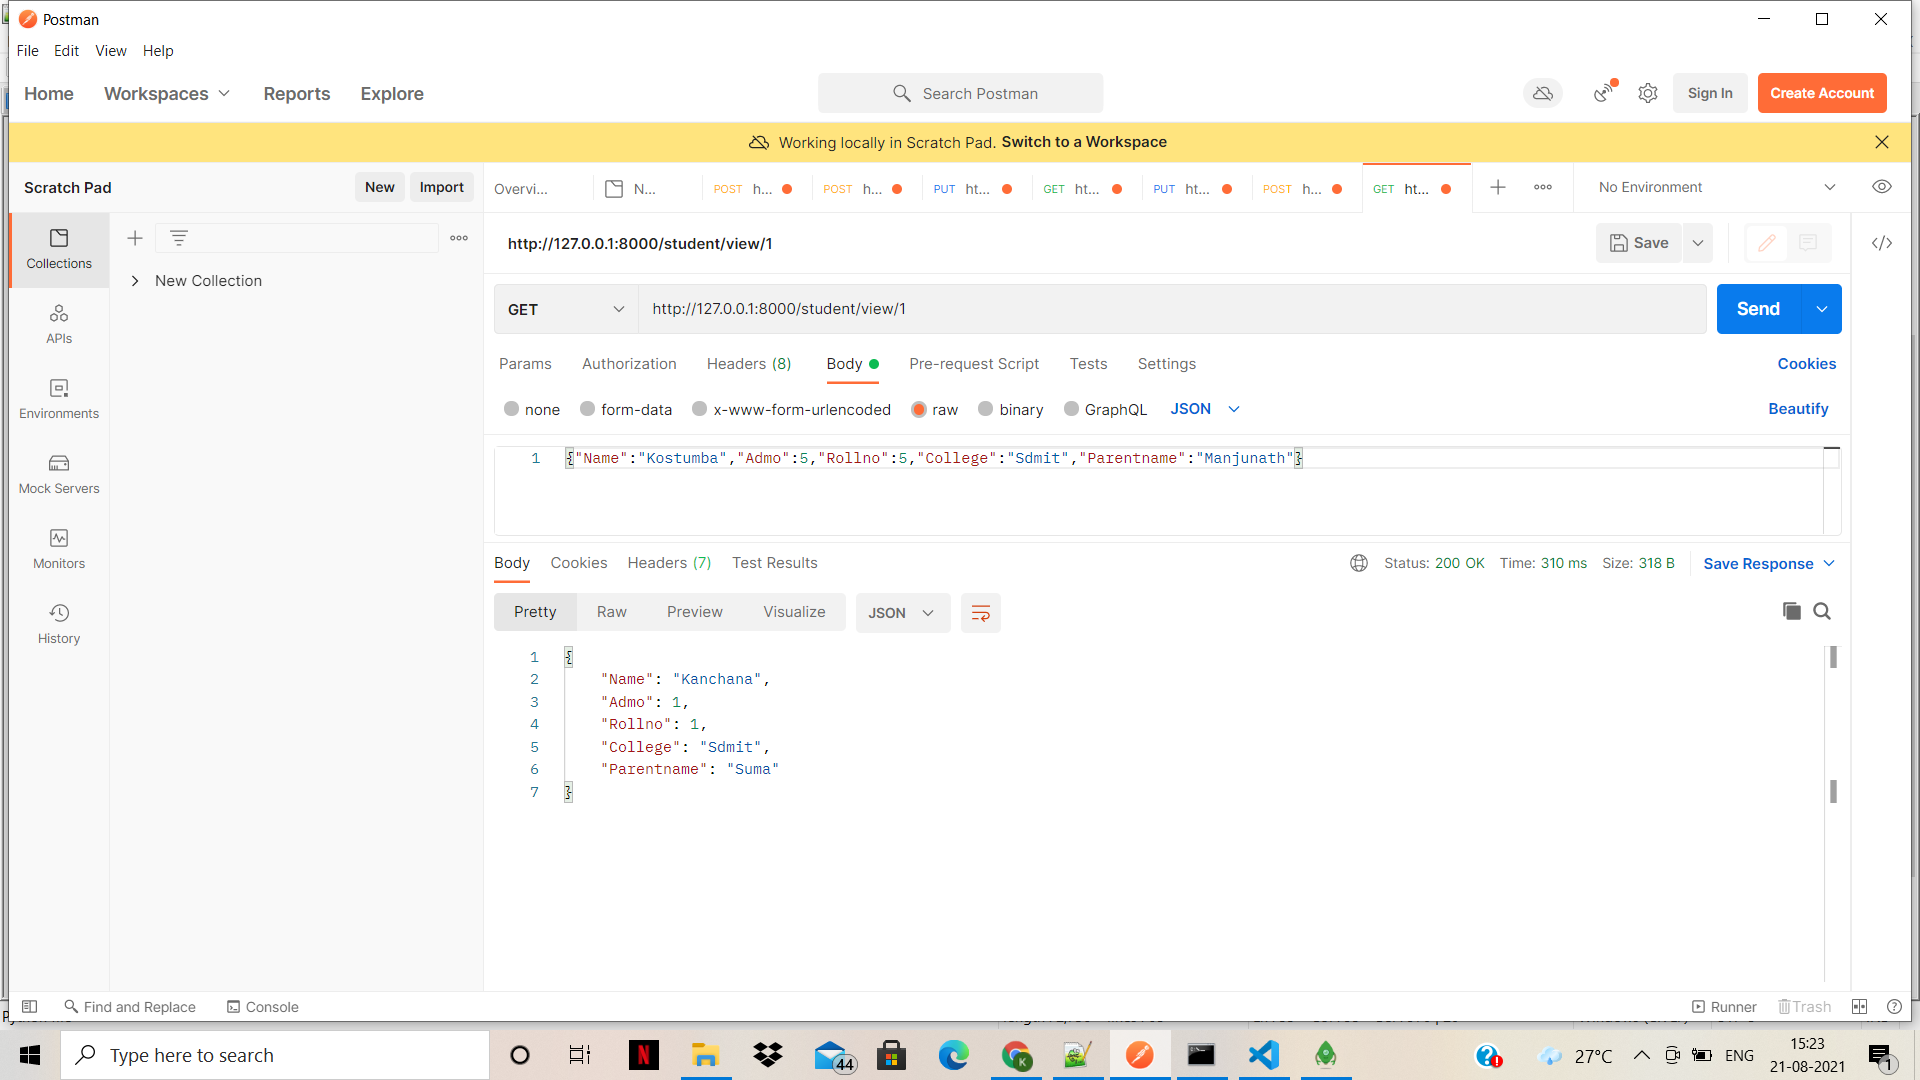 Postman
File Edit View Help
Home Workspaces Reports Explore Search Postman Sign In Create Account
Working locally in Scratch Pad. Switch to a Workspace
Scratch Pad New Import Overvi... N... POST h... POST h... PUT ht... GET ht... PUT ht... POST h... GET ht... No Environment
http://127.0.0.1:8000/student/view/1 Save
Collections
New Collection
GET http://127.0.0.1:8000/student/view/1 Send
APIs
Params Authorization Headers (8) Body Pre-request Script Tests Settings Cookies
none form-data x-www-form-urlencoded raw binary GraphQL JSON Beautify
Environments
1 {"Name":"Kostumba","Admo":5,"Rollno":5,"College":"Sdmit","Parentname":"Manjunath"}
Mock Servers
Monitors
Body Cookies Headers (7) Test Results Status: 200 OK Time: 310 ms Size: 318 B Save Response
Pretty Raw Preview Visualize JSON
History
1 {
2 "Name": "Kanchana",
3 "Admo": 1,
4 "Rollno": 1,
5 "College": "Sdmit",
6 "Parentname": "Suma"
7 }
Find and Replace Console Runner Trash
Type here to search 44 27°C ENG 15:23
21-08-2021 1